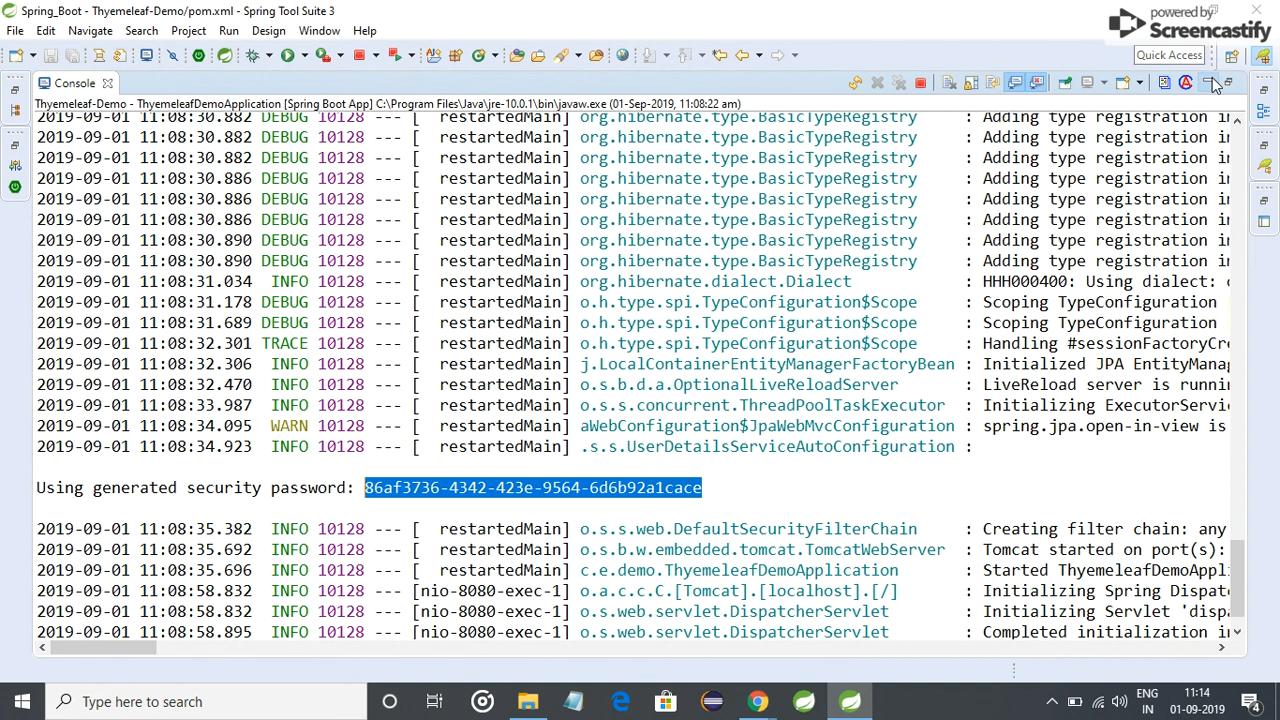 Spring_Boot - Thyemeleaf-Demo/pom.xml - Spring Tool Suite 3
powered by
Screencastify
File Edit Navigate Search Project Run Design Window Help
Quick Access
Console
Thyemeleaf-Demo - ThyemeleafDemoApplication [Spring Boot App] C:\Program Files\Java\jre-10.0.1\bin\javaw.exe (01-Sep-2019, 11:08:22 am)
2019-09-01 11:08:30.882 DEBUG 10128 --- [ restartedMain] org.hibernate.type.BasicTypeRegistry : Adding type registration in
2019-09-01 11:08:30.882 DEBUG 10128 --- [ restartedMain] org.hibernate.type.BasicTypeRegistry : Adding type registration in
2019-09-01 11:08:30.882 DEBUG 10128 --- [ restartedMain] org.hibernate.type.BasicTypeRegistry : Adding type registration in
2019-09-01 11:08:30.886 DEBUG 10128 --- [ restartedMain] org.hibernate.type.BasicTypeRegistry : Adding type registration in
2019-09-01 11:08:30.886 DEBUG 10128 --- [ restartedMain] org.hibernate.type.BasicTypeRegistry : Adding type registration in
2019-09-01 11:08:30.886 DEBUG 10128 --- [ restartedMain] org.hibernate.type.BasicTypeRegistry : Adding type registration in
2019-09-01 11:08:30.890 DEBUG 10128 --- [ restartedMain] org.hibernate.type.BasicTypeRegistry : Adding type registration in
2019-09-01 11:08:30.890 DEBUG 10128 --- [ restartedMain] org.hibernate.type.BasicTypeRegistry : Adding type registration in
2019-09-01 11:08:31.034 INFO 10128 --- [ restartedMain] org.hibernate.dialect.Dialect : HHH000400: Using dialect:
2019-09-01 11:08:31.178 DEBUG 10128 --- [ restartedMain] o.h.type.spi.TypeConfiguration$Scope : Scoping TypeConfiguration
2019-09-01 11:08:31.689 DEBUG 10128 --- [ restartedMain] o.h.type.spi.TypeConfiguration$Scope : Scoping TypeConfiguration
2019-09-01 11:08:32.301 TRACE 10128 --- [ restartedMain] o.h.type.spi.TypeConfiguration$Scope : Handling #sessionFactoryCre
2019-09-01 11:08:32.306 INFO 10128 --- [ restartedMain] j.LocalContainerEntityManagerFactoryBean : Initialized JPA EntityManag
2019-09-01 11:08:32.470 INFO 10128 --- [ restartedMain] o.s.b.d.a.OptionalLiveReloadServer : LiveReload server is runnin
2019-09-01 11:08:33.987 INFO 10128 --- [ restartedMain] o.s.s.concurrent.ThreadPoolTaskExecutor : Initializing ExecutorServic
2019-09-01 11:08:34.095 WARN 10128 --- [ restartedMain] aWebConfiguration$JpaWebMvcConfiguration : spring.jpa.open-in-view is
2019-09-01 11:08:34.923 INFO 10128 --- [ restartedMain] .s.s.UserDetailsServiceAutoConfiguration :
Using generated security password: 86af3736-4342-423e-9564-6d6b92a1cace
2019-09-01 11:08:35.382 INFO 10128 --- [ restartedMain] o.s.s.web.DefaultSecurityFilterChain : Creating filter chain: any
2019-09-01 11:08:35.692 INFO 10128 --- [ restartedMain] o.s.b.w.embedded.tomcat.TomcatWebServer : Tomcat started on port(s):
2019-09-01 11:08:35.696 INFO 10128 --- [ restartedMain] c.e.demo.ThyemeleafDemoApplication : Started ThyemeleafDemoAppli
2019-09-01 11:08:58.832 INFO 10128 --- [nio-8080-exec-1] o.a.c.c.C.[Tomcat].[localhost].[/] : Initializing Spring Dispat
2019-09-01 11:08:58.832 INFO 10128 --- [nio-8080-exec-1] o.s.web.servlet.DispatcherServlet : Initializing Servlet 'dispa
2019-09-01 11:08:58.895 INFO 10128 --- [nio-8080-exec-1] o.s.web.servlet.DispatcherServlet : Completed initialization in
Type here to search
ENG 11:14
IN 01-09-2019
4